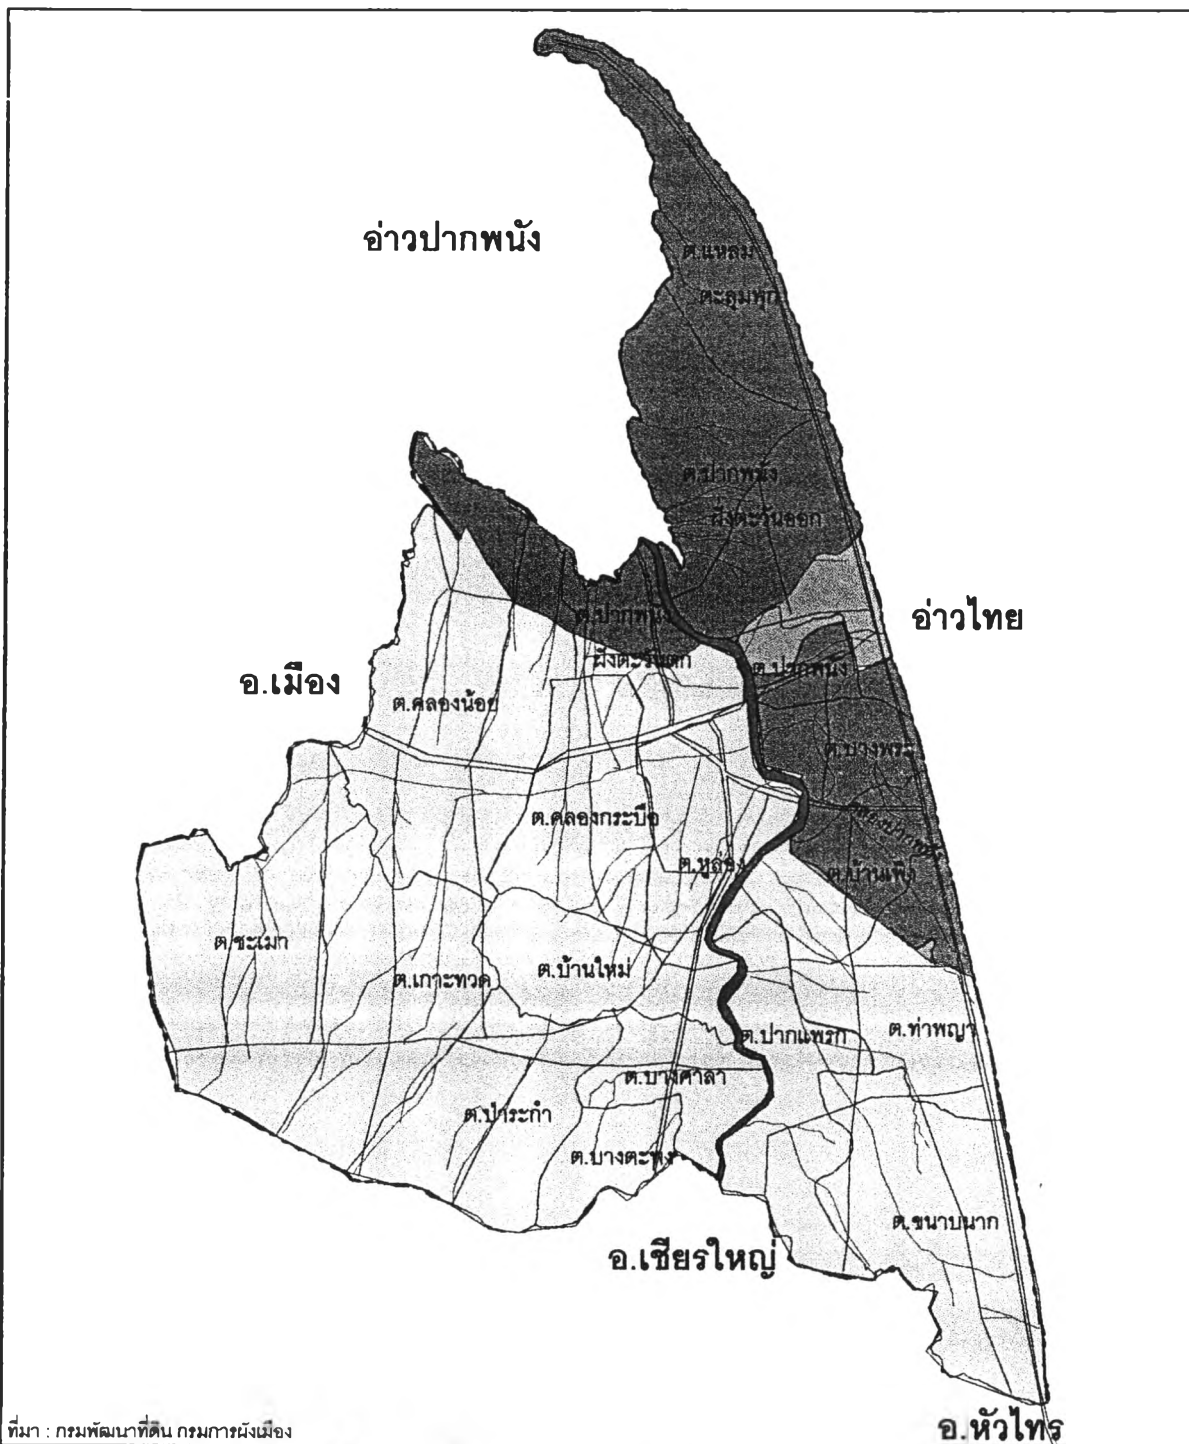 อ่าวปากพนัง
ต.แหลม
ตะลุมพุก
ต.ปากพนัง
ฝั่งตะวันออก
อ่าวไทย
ต.ปากพนัง
ฝั่งตะวันตก
ต.ปากพนัง
อ.เมือง
ต.คลองน้อย
ต.บางพระ
ต.คลองกระบือ
ต.หูล่อง
ต.บ้านเพิง
ต.ชะเมา
ต.เกาะทวด
ต.บ้านใหม่
ต.ปากแพรก
ต.ท่าพญา
ต.บางศาลา
ต.ป่าระกำ
ต.บางตะพง
ต.ขนาบนาก
อ.เชียรใหญ่
อ.หัวไทร
ที่มา : กรมพัฒนาที่ดิน กรมการผังเมือง